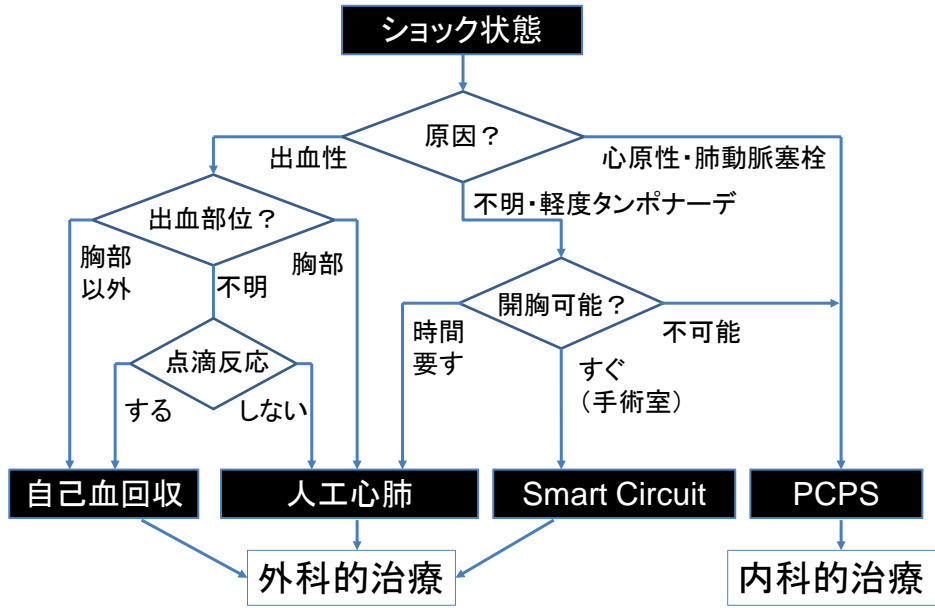 ショック状態
原因？
出血性
心原性・肺動脈塞栓
不明・軽度タンポナーデ
出血部位？
胸部
以外
不明
胸部
開胸可能？
時間
要す
不可能
すぐ
（手術室）
点滴反応
する
しない
自己血回収
人工心肺
Smart Circuit
PCPS
外科的治療
内科的治療